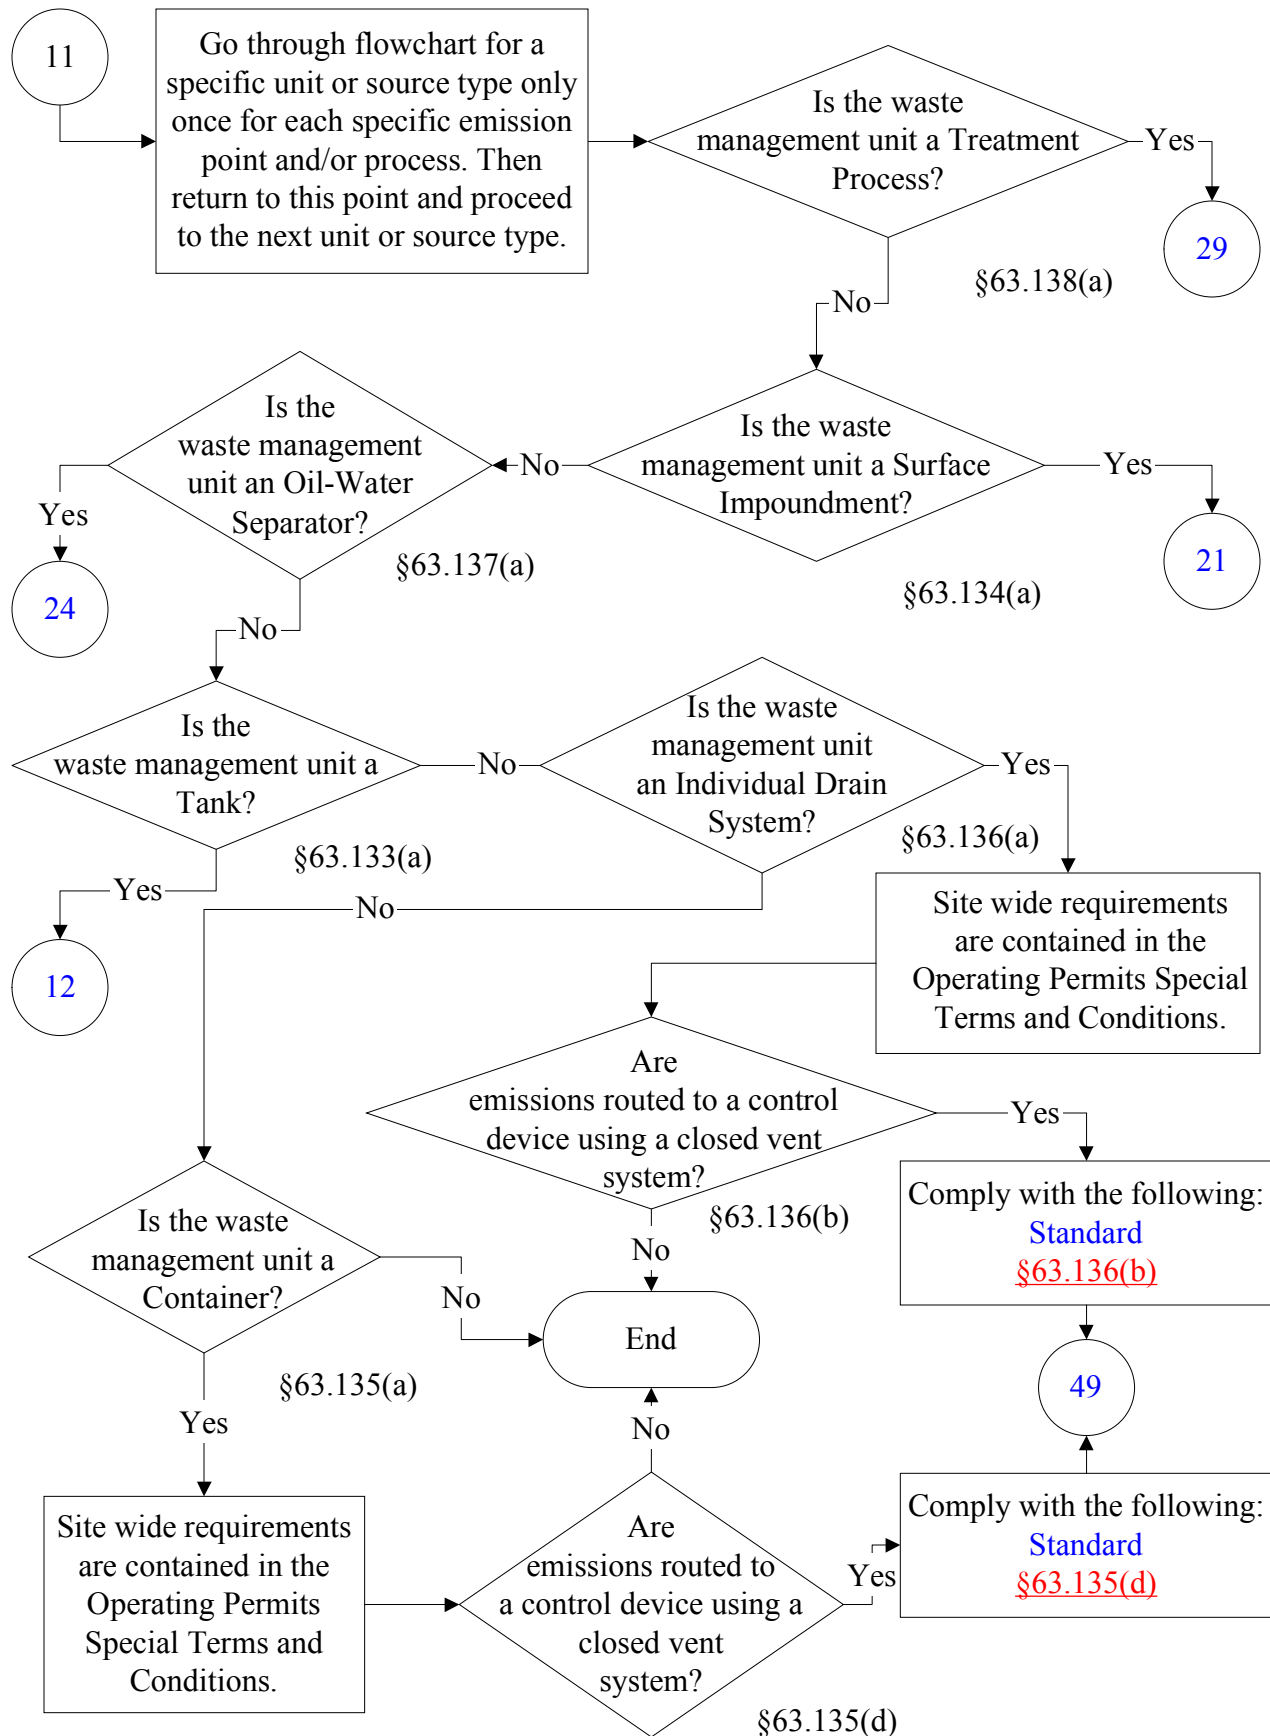 11
Go through flowchart for a
specific unit or source type only
once for each specific emission
point and/or process. Then
return to this point and proceed
to the next unit or source type.
Is the waste
management unit a Treatment
Process?
Yes
29
§63.138(a)
No
Is the waste
management unit a Surface
Impoundment?
Yes
21
§63.134(a)
No
Is the
waste management
unit an Oil-Water
Separator?
Yes
24
§63.137(a)
No
Is the
waste management unit a
Tank?
§63.133(a)
Yes
12
No
Is the waste
management unit
an Individual Drain
System?
Yes
§63.136(a)
No
Site wide requirements
are contained in the
Operating Permits Special
Terms and Conditions.
Are
emissions routed to a control
device using a closed vent
system?
Yes
§63.136(b)
No
Comply with the following:
Standard
§63.136(b)
Is the waste
management unit a
Container?
No
End
49
§63.135(a)
Yes
Site wide requirements
are contained in the
Operating Permits
Special Terms and
Conditions.
No
Are
emissions routed to
a control device using a
closed vent
system?
Yes
§63.135(d)
Comply with the following:
Standard
§63.135(d)